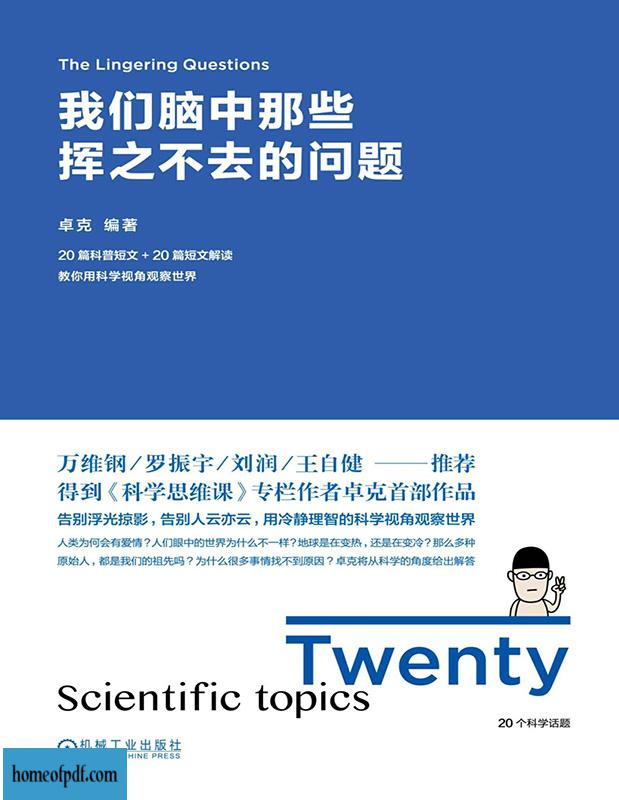 The Lingering Questions
我们脑中那些
挥之不去的问题
卓克 编著
20篇科普短文 + 20篇短文解读
教你用科学视角观察世界
万维钢/罗振宇/刘润/王自健 ——推荐
得到《科学思维课》专栏作者卓克首部作品
告别浮光掠影，告别人云亦云，用冷静理智的科学视角观察世界
人类为何会有爱情？人们眼中的世界为什么不一样？地球是在变热，还是在变冷？那么多种
原始人，都是我们的祖先吗？为什么很多事情找不到原因？卓克将从科学的角度给出解答
Twenty
Scientific topics
20个科学话题
机械工业出版社
HINE PRESS
homeofpdf.com